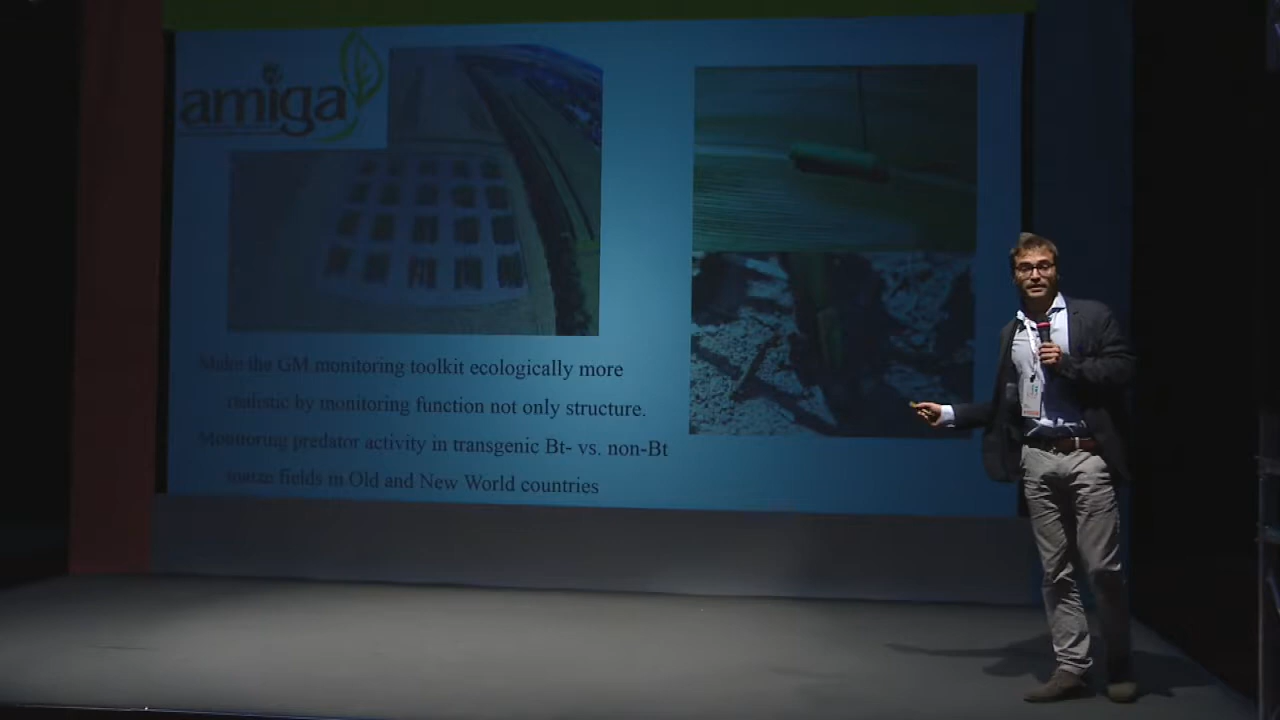 amiga
Make the GM monitoring toolkit ecologically more
realistic by monitoring function not only structure.
Monitoring predator activity in transgenic Bt- vs. non-Bt
maize fields in Old and New World countries